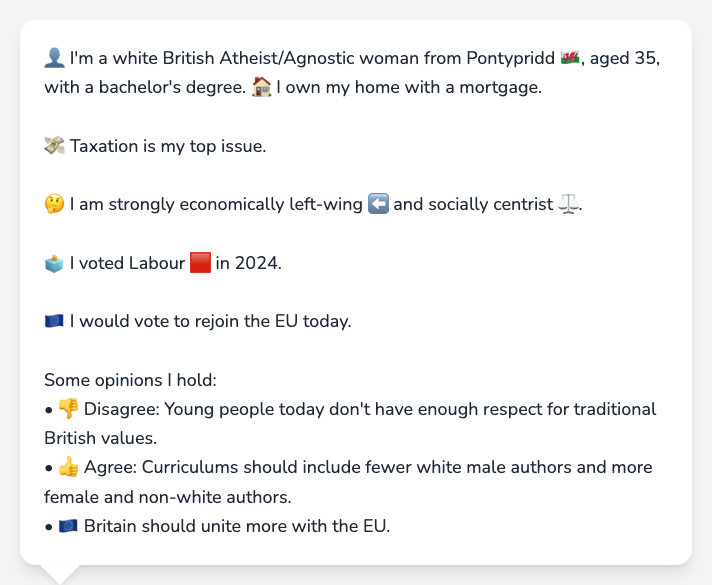 👤 I'm a white British Atheist/Agnostic woman from Pontypridd 🏴󠁧󠁢󠁷󠁬󠁳󠁿, aged 35,
with a bachelor's degree. 🏠 I own my home with a mortgage.
💸 Taxation is my top issue.
🤔 I am strongly economically left-wing ⬅️ and socially centrist ⚖️.
🗳️ I voted Labour 🟥 in 2024.
🇪🇺 I would vote to rejoin the EU today.
Some opinions I hold:
• 👎 Disagree: Young people today don't have enough respect for traditional
British values.
• 👍 Agree: Curriculums should include fewer white male authors and more
female and non-white authors.
• 🇪🇺 Britain should unite more with the EU.